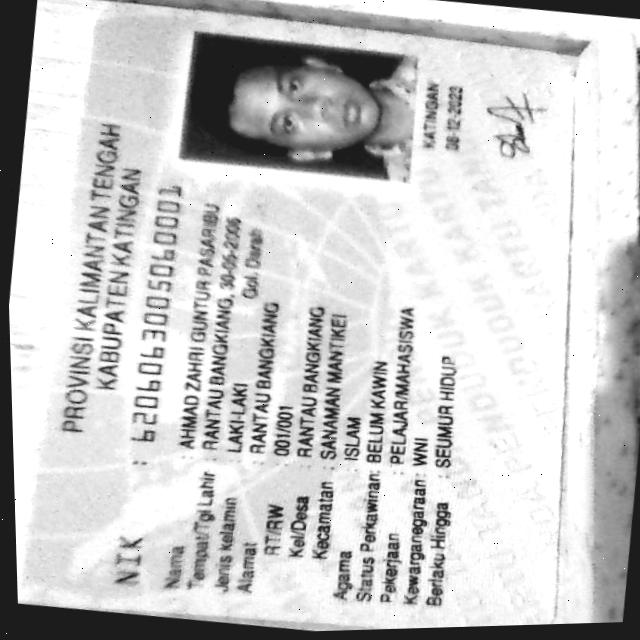 PROVINSI KALIMANTAN TENGAH
KABUPATEN KATINGAN
NIK : 6206063005060001
Nama : AHMAD ZAHRI GUNTUR PASARIBU
Tempat/Tgl Lahir : RANTAU BANGKIANG, 30-05-2006
Jenis kelamin : LAKI-LAKI Gol. Darah
Alamat : RANTAU BANGKIANG
RT/RW : 001/001
Kel/Desa : RANTAU BANGKIANG
Kecamatan : SANAMAN MANTIKEI
Agama : ISLAM
Status Perkawinan: BELUM KAWIN
Pekerjaan : PELAJAR/MAHASISWA
Kewarganegaraan : WNI
Berlaku Hingga : SEUMUR HIDUP
KATINGAN
08-12-2023